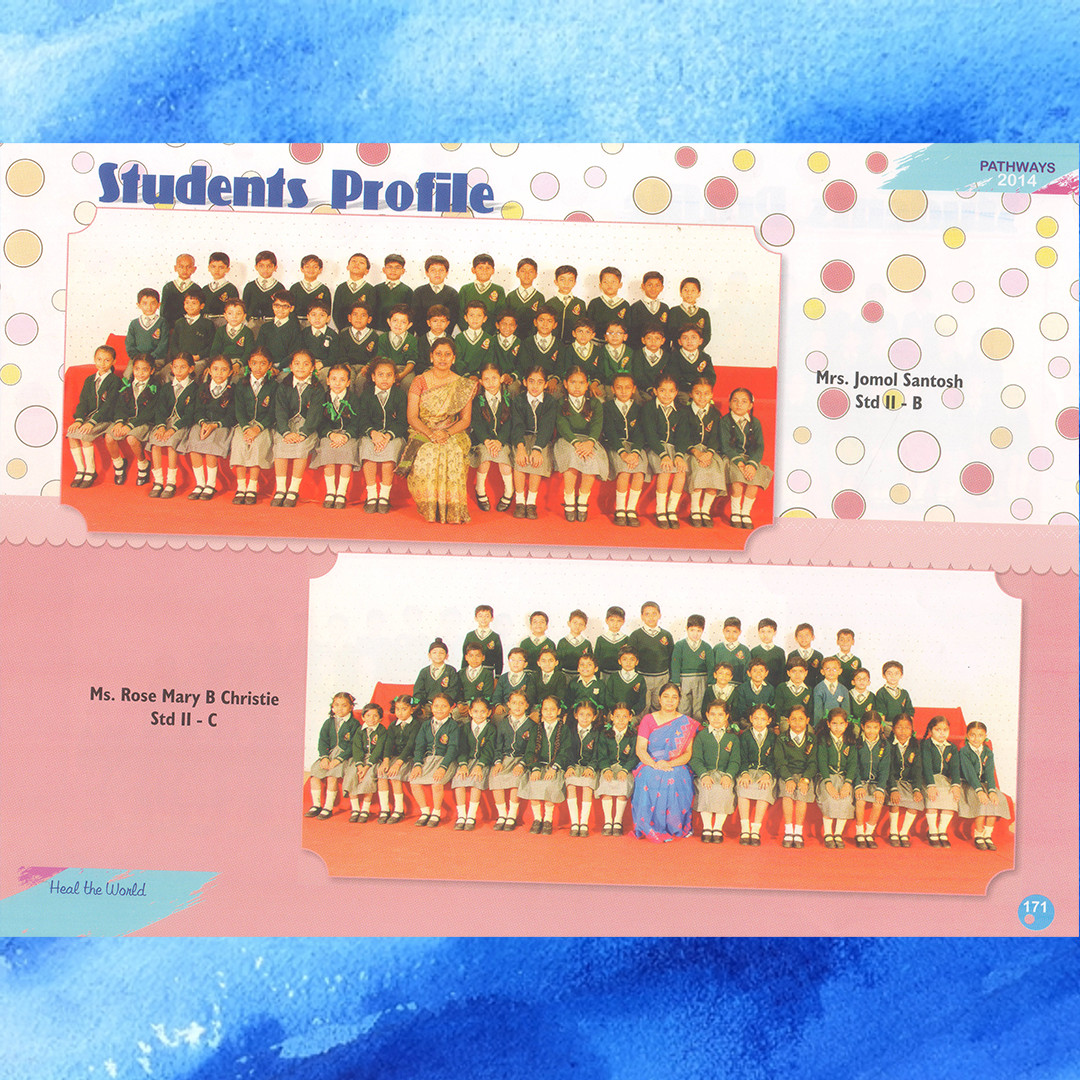 Students Profile
PATHWAYS
2014
Mrs. Jomol Santosh
Std II - B
Ms. Rose Mary B Christie
Std II - C
Heal the World
171